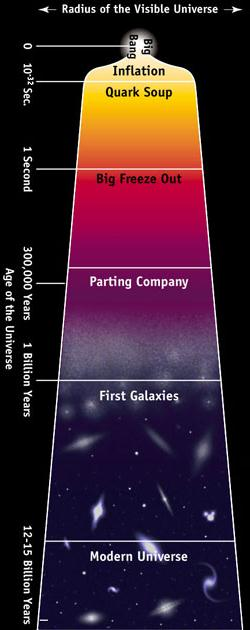 Radius of the Visible Universe
0
Big
Bang
Inflation
10-32 Sec.
Quark Soup
1 Second
Big Freeze Out
300,000 Years
Parting Company
Age of the Universe
1 Billion Years
First Galaxies
12-15 Billion Years
Modern Universe